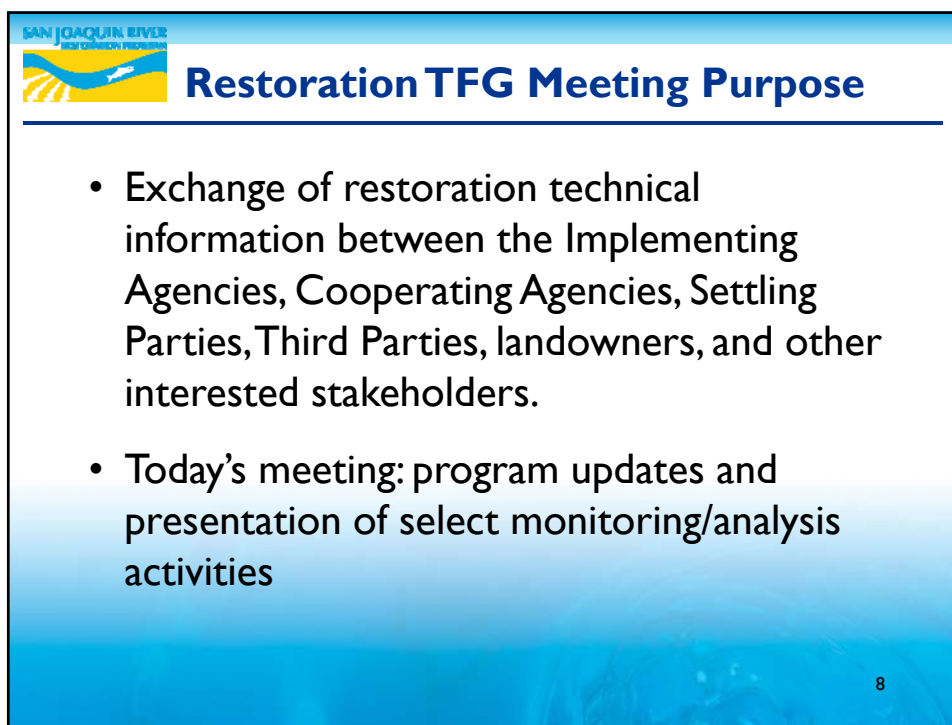 SAN JOAQUIN RIVER
RESTORATION PROGRAM
Restoration TFG Meeting Purpose
• Exchange of restoration technical
information between the Implementing
Agencies, Cooperating Agencies, Settling
Parties, Third Parties, landowners, and other
interested stakeholders.
• Today's meeting: program updates and
presentation of select monitoring/analysis
activities
8